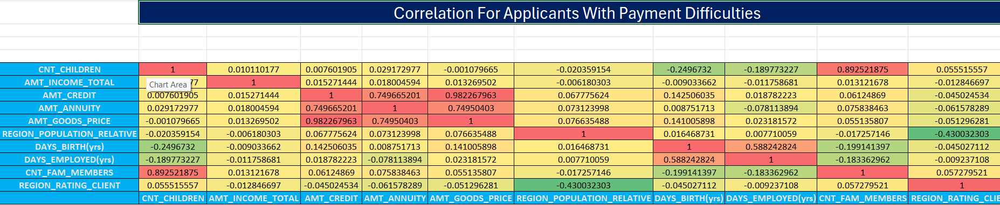 Correlation For Applicants With Payment Difficulties
CNT_CHILDREN 1 0.010110177 0.007601905 0.029172977 -0.001079665 -0.020359154 -0.2496732 -0.189773227 0.892521875 0.055515557
AMT_INCOME_TOTAL 77 1 0.015271444 0.018004594 0.013269502 -0.006180303 -0.009033662 -0.011758681 0.013121678 -0.012846697
Chart Area
AMT_CREDIT 0.007601905 0.015271444 1 0.749665201 0.982267963 0.067775624 0.142506035 0.018782223 0.06124869 -0.045024534
AMT_ANNUITY 0.029172977 0.018004594 0.749665201 1 0.74950403 0.073123998 0.008751713 -0.078113894 0.075838463 -0.061578289
AMT_GOODS_PRICE -0.001079665 0.013269502 0.982267963 0.74950403 1 0.076635488 0.141005898 0.023181572 0.055135807 -0.051296281
REGION_POPULATION_RELATIVE -0.020359154 -0.006180303 0.067775624 0.073123998 0.076635488 1 0.016468731 0.007710059 -0.017257146 -0.430032303
DAYS_BIRTH(yrs) -0.2496732 -0.009033662 0.142506035 0.008751713 0.141005898 0.016468731 1 0.588242824 -0.199141397 -0.045027112
DAYS_EMPLOYED(yrs) -0.189773227 -0.011758681 0.018782223 -0.078113894 0.023181572 0.007710059 0.588242824 1 -0.183362962 -0.009237108
CNT_FAM_MEMBERS 0.892521875 0.013121678 0.06124869 0.075838463 0.055135807 -0.017257146 -0.199141397 -0.183362962 1 0.057279521
REGION_RATING_CLIENT 0.055515557 -0.012846697 -0.045024534 -0.061578289 -0.051296281 -0.430032303 -0.045027112 -0.009237108 0.057279521 1
CNT_CHILDREN AMT_INCOME_TOTAL AMT_CREDIT AMT_ANNUITY AMT_GOODS_PRICE REGION_POPULATION_RELATIVE DAYS_BIRTH(yrs) DAYS_EMPLOYED(yrs) CNT_FAM_MEMBERS REGION_RATING_CLIE